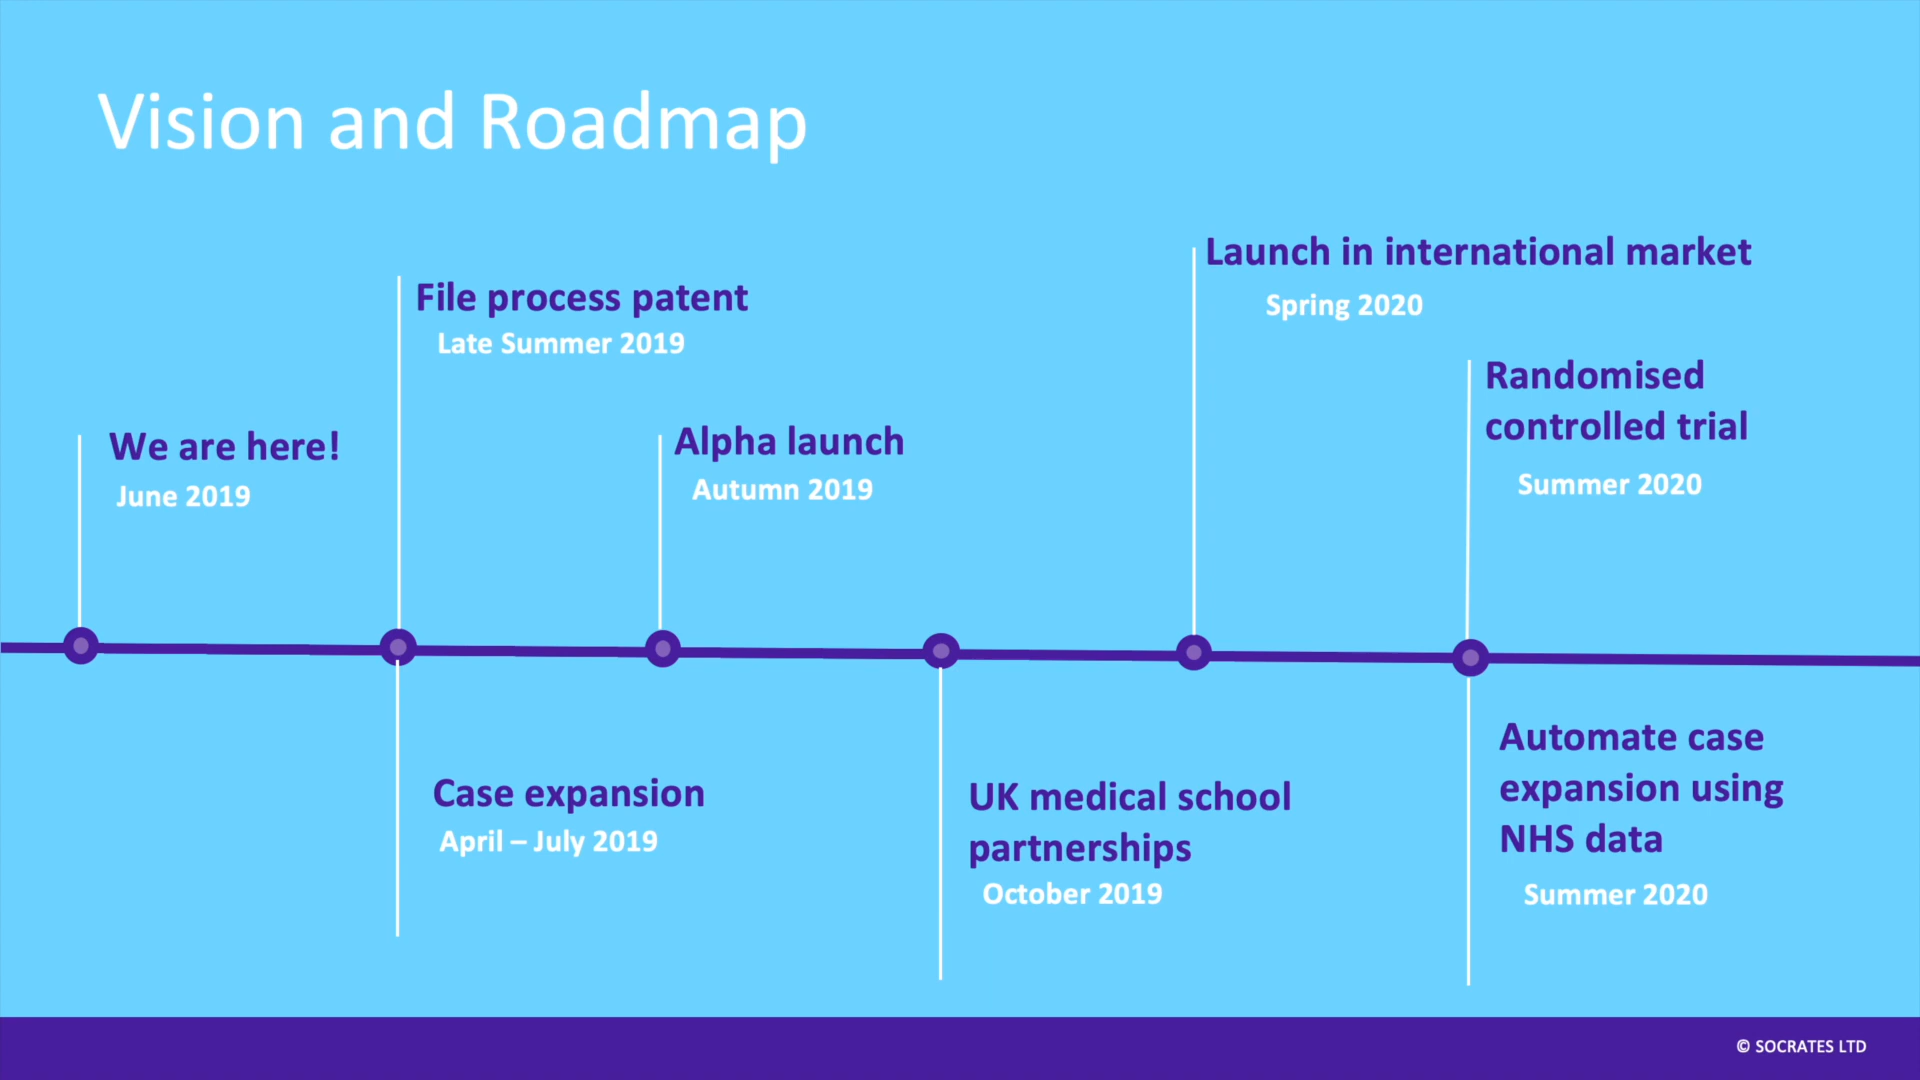 Vision and Roadmap
We are here!
June 2019
File process patent
Late Summer 2019
Case expansion
April – July 2019
Alpha launch
Autumn 2019
UK medical school
partnerships
October 2019
Launch in international market
Spring 2020
Randomised
controlled trial
Summer 2020
Automate case
expansion using
NHS data
Summer 2020
© SOCRATES LTD